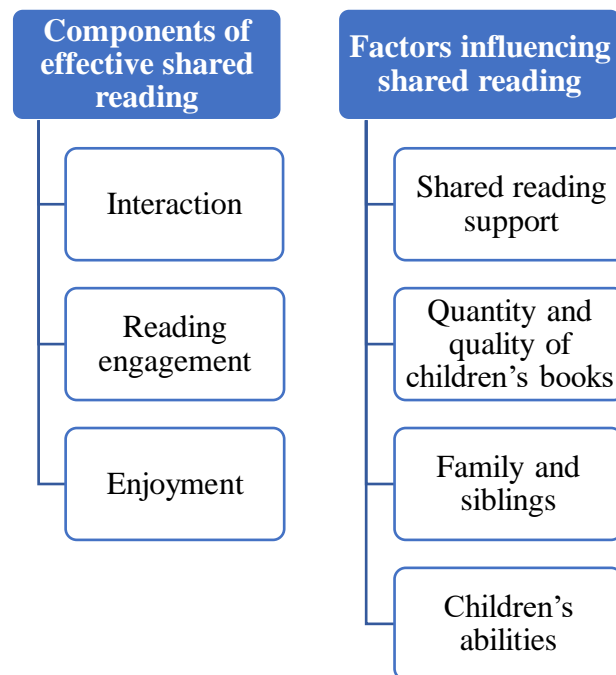 Components of
effective shared
reading
Interaction
Reading
engagement
Enjoyment
Factors influencing
shared reading
Shared reading
support
Quantity and
quality of
children’s books
Family and
siblings
Children’s
abilities